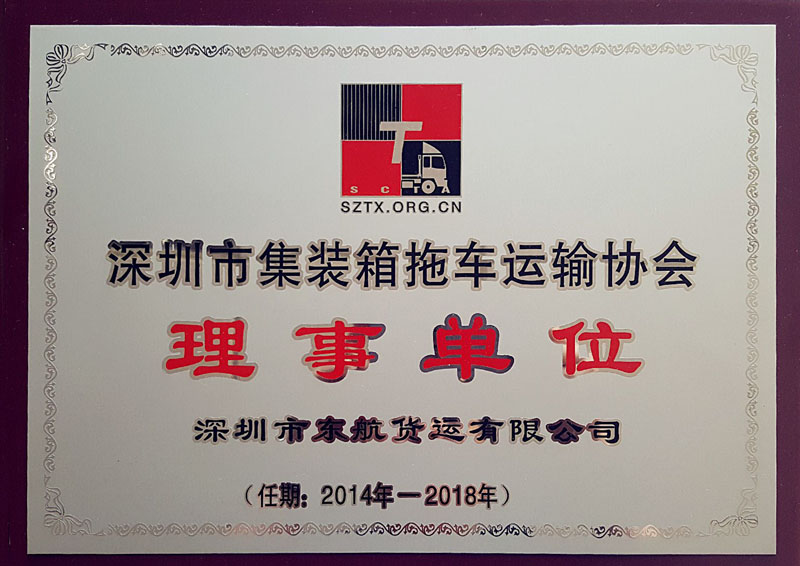 SCTA
SZTX.ORG.CN
深圳市集装箱拖车运输协会
理事单位
深圳市东航货运有限公司
（任期：2014年－2018年）